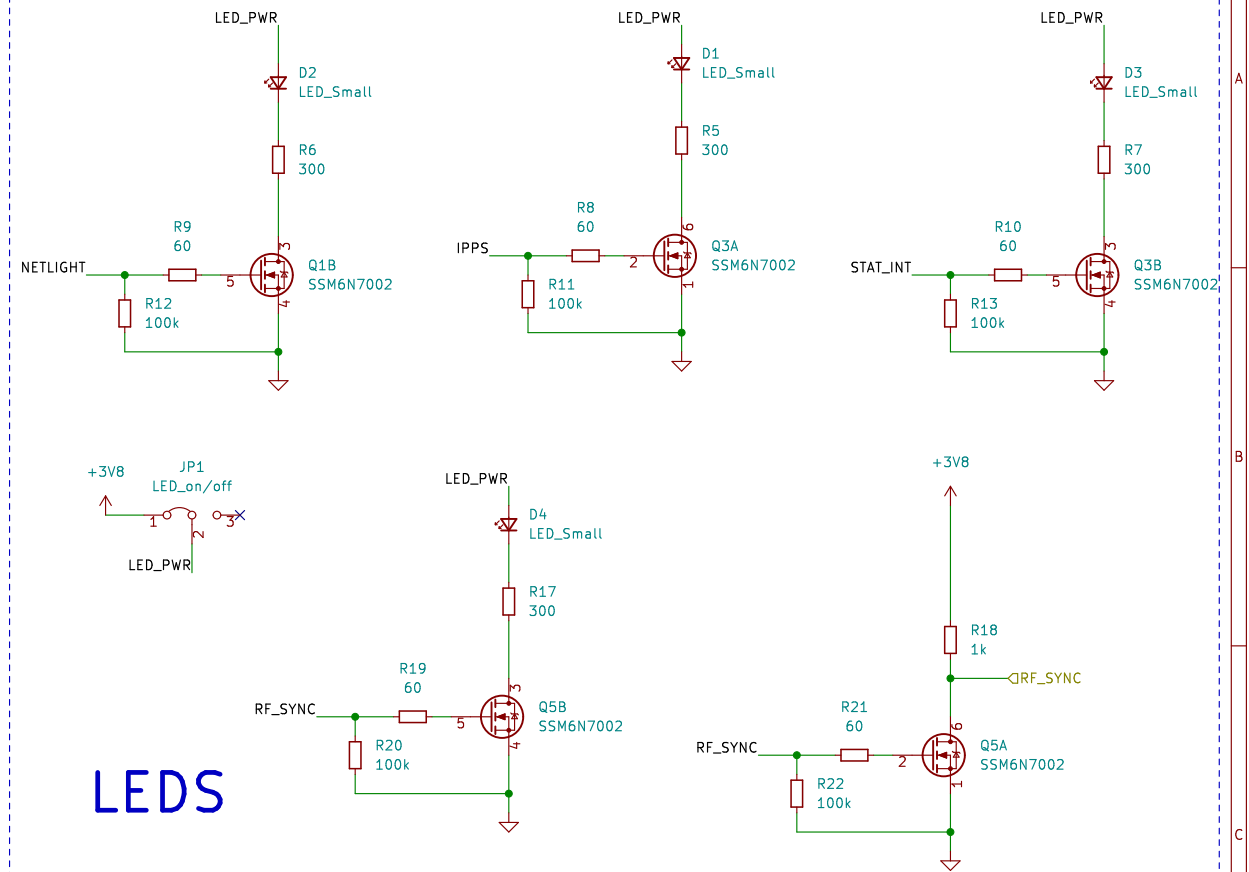 LED_PWR
D2
LED_Small
R6
300
R9
60
NETLIGHT
3
5
4
Q1B
SSM6N7002
R12
100k
LED_PWR
D1
LED_Small
R5
300
R8
60
IPPS
6
2
1
Q3A
SSM6N7002
R11
100k
LED_PWR
D3
LED_Small
R7
300
R10
60
STAT_INT
3
5
4
Q3B
SSM6N7002
R13
100k
A
B
C
+3V8
JP1
LED_on/off
1
2
3
LED_PWR
LED_PWR
D4
LED_Small
R17
300
R19
60
RF_SYNC
3
5
4
Q5B
SSM6N7002
R20
100k
+3V8
R18
1k
RF_SYNC
R21
60
RF_SYNC
6
2
1
Q5A
SSM6N7002
R22
100k
LEDS